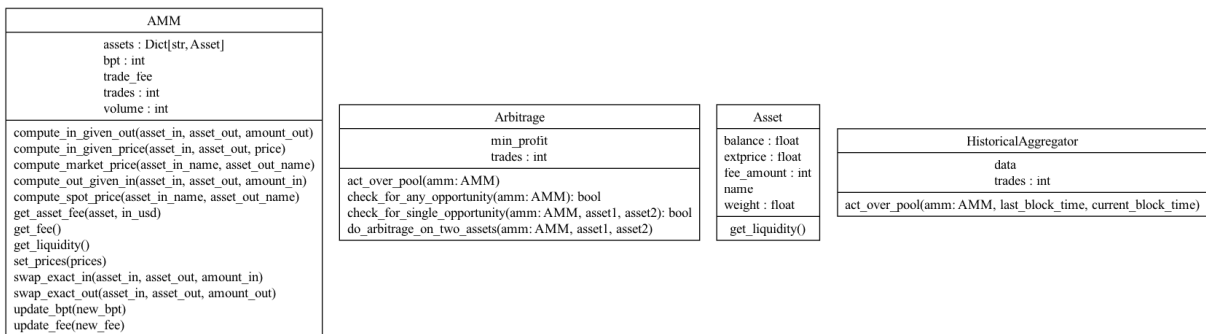 AMM
assets : Dict[str, Asset]
bpt : int
trade_fee
trades : int
volume : int
compute_in_given_out(asset_in, asset_out, amount_out)
compute_in_given_price(asset_in, asset_out, price)
compute_market_price(asset_in_name, asset_out_name)
compute_out_given_in(asset_in, asset_out, amount_in)
compute_spot_price(asset_in_name, asset_out_name)
get_asset_fee(asset, in_usd)
get_fee()
get_liquidity()
set_prices(prices)
swap_exact_in(asset_in, asset_out, amount_in)
swap_exact_out(asset_in, asset_out, amount_out)
update_bpt(new_bpt)
update_fee(new_fee)
Arbitrage
min_profit
trades : int
act_over_pool(amm: AMM)
check_for_any_opportunity(amm: AMM): bool
check_for_single_opportunity(amm: AMM, asset1, asset2): bool
do_arbitrage_on_two_assets(amm: AMM, asset1, asset2)
Asset
balance : float
extprice : float
fee_amount : int
name
weight : float
get_liquidity()
HistoricalAggregator
data
trades : int
act_over_pool(amm: AMM, last_block_time, current_block_time)